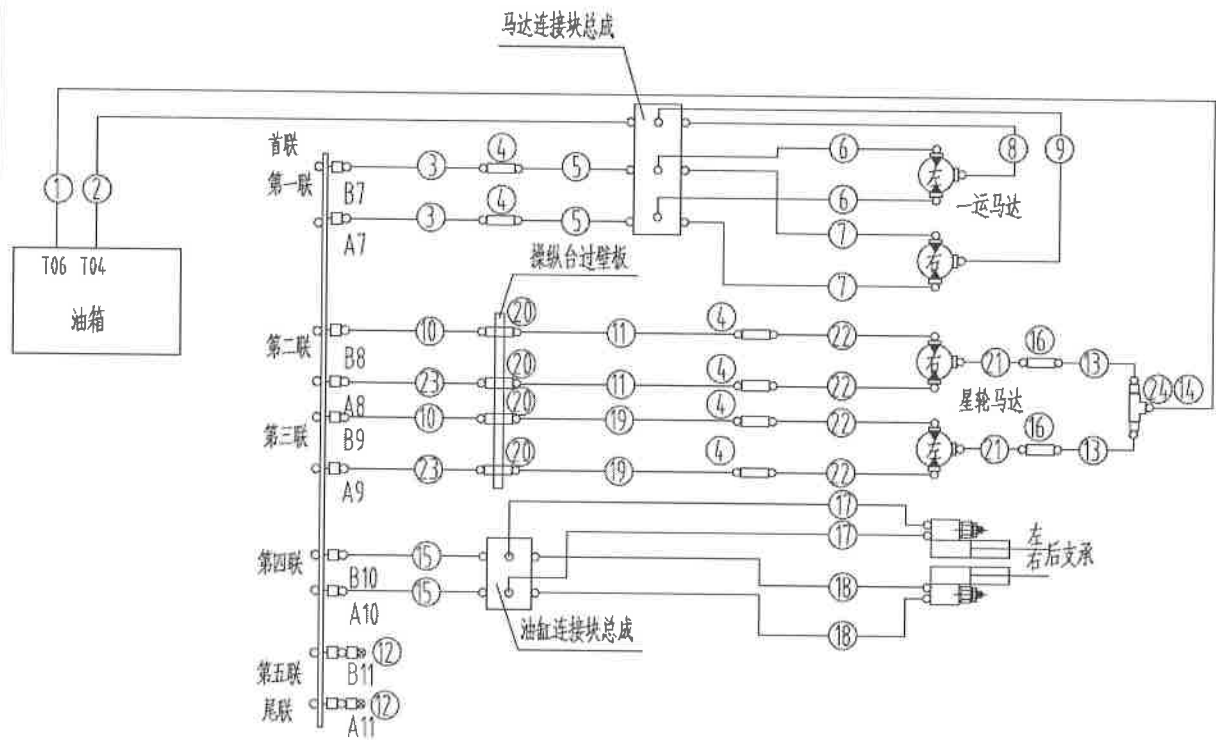 马达连接块总成
首联
第一联
B7
A7
3
4
5
3
4
5
6
6
7
7
8
9
左
一运马达
右
1
2
T06 T04
油箱
操纵台过壁板
第二联
B8
A8
第三联
B9
A9
10
20
11
4
22
23
20
11
4
22
10
20
19
4
22
23
20
19
4
22
右
星轮马达
左
21
16
13
21
16
13
24 14
第四联
B10
A10
15
15
油缸连接块总成
17
17
18
18
左
右后支承
第五联
B11
12
尾联
A11
12